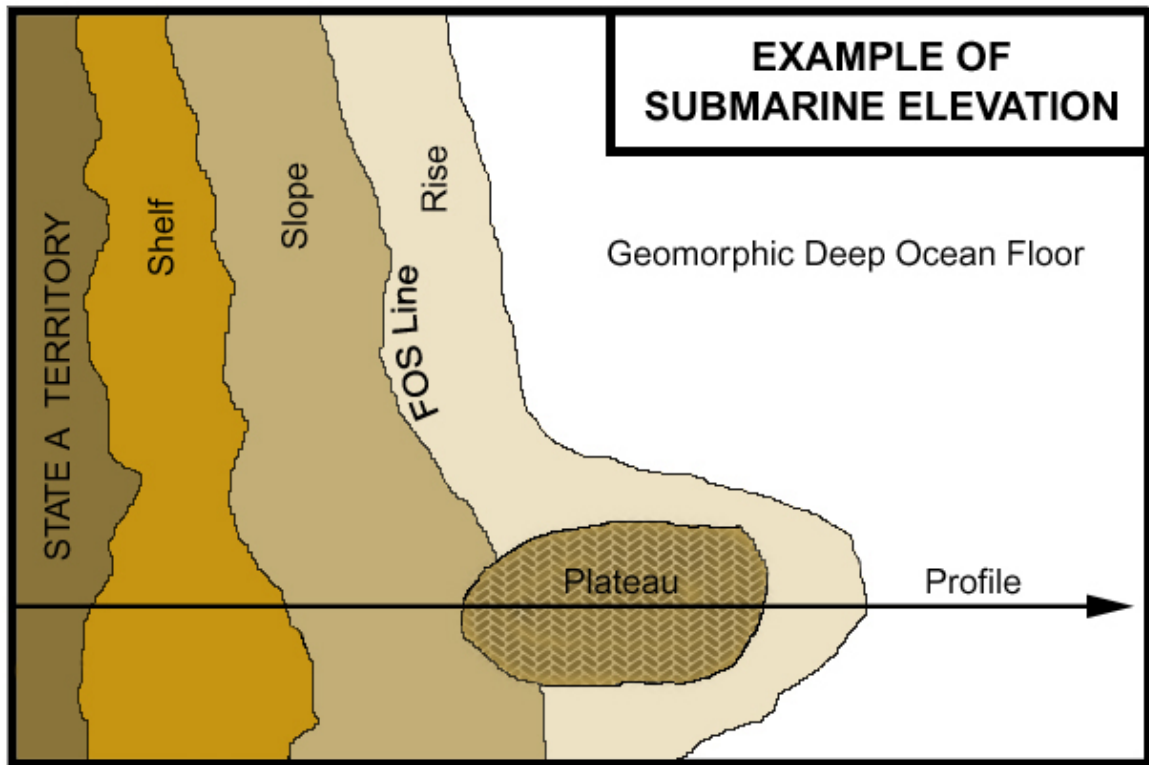 EXAMPLE OF
SUBMARINE ELEVATION
STATE A TERRITORY
Shelf
Slope
FOS Line
Rise
Geomorphic Deep Ocean Floor
Plateau
Profile